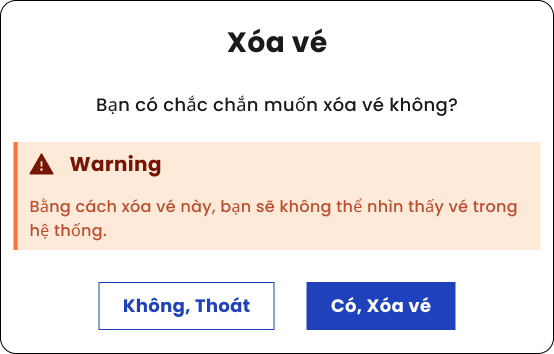 Xóa vé
Bạn có chắc chắn muốn xóa vé không?
Warning
Bằng cách xóa vé này, bạn sẽ không thể nhìn thấy vé trong
hệ thống.
Không, Thoát
Có, Xóa vé